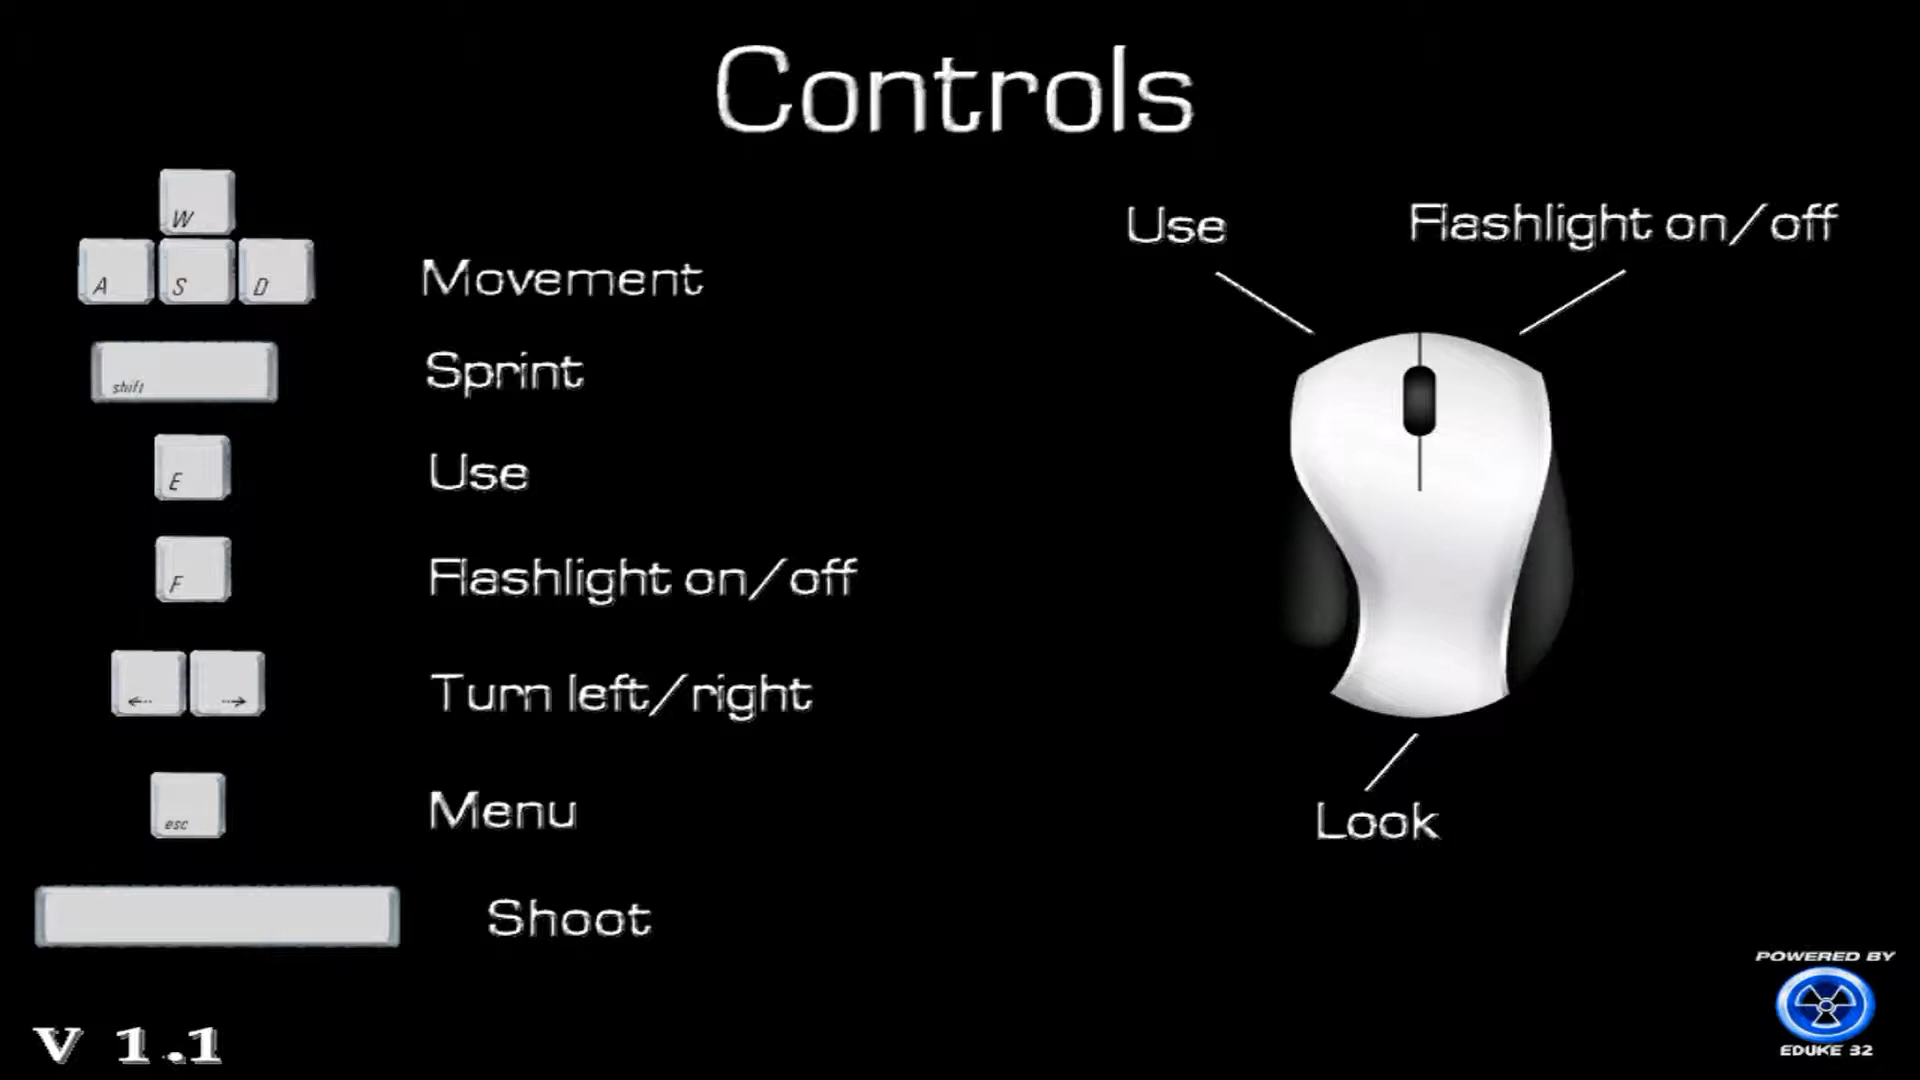 Controls
W
A S D
Movement
shift
Sprint
E
Use
F
Flashlight on/off
Turn left/right
esc
Menu
Shoot
Use
Flashlight on/off
Look
V 1.1
POWERED BY
EDUKE 32